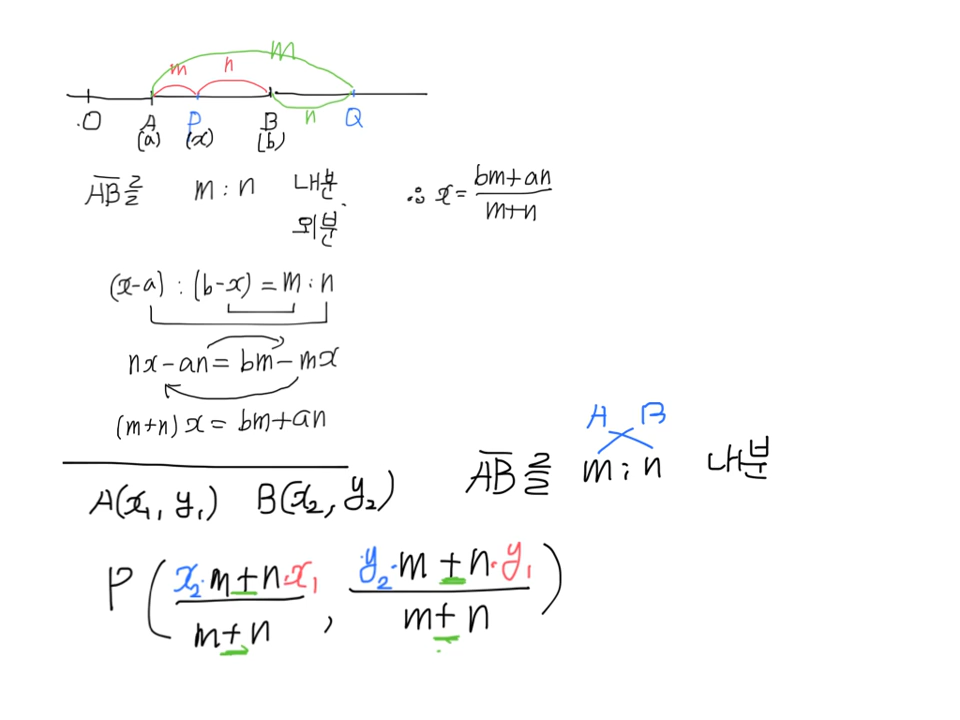 m
m n
O A P B n Q
(a) (x) (b)
AB를 m : n 내분
외분
∴ x = (bm+an)/(m+n)
(x-a) : (b-x) = m : n
nx - an = bm - mx
(m+n) x = bm + an
A B
AB를 m : n 내분
A(x₁, y₁) B(x₂, y₂)
P( (x₂·m+n·x₁)/(m+n) , (y₂·m+n·y₁)/(m+n) )